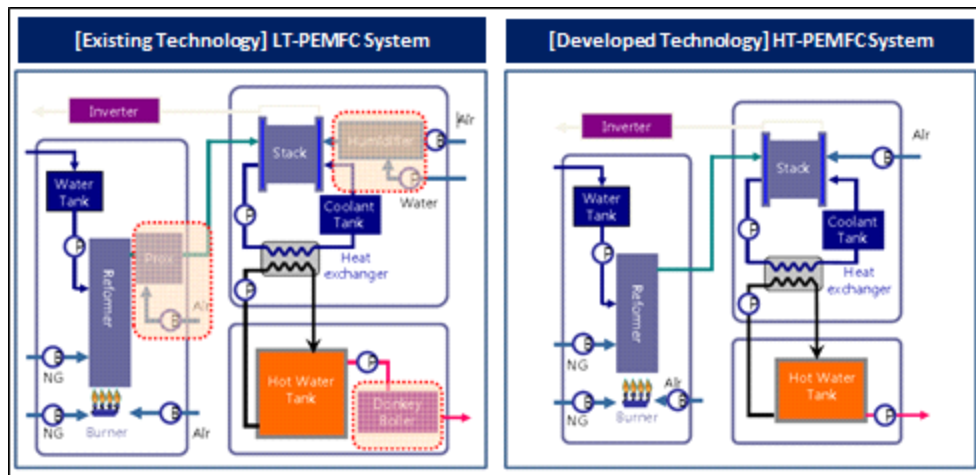 [Existing Technology] LT-PEMFC System
Inverter
Air
Humidifier
Stack
Water
Tank
Water
Coolant
Tank
Prox
Heat
exchanger
Reformer
Air
NG
Hot Water
Tank
Donkey
Boiler
NG
Burner
Air
[Developed Technology] HT-PEMFC System
Inverter
Air
Stack
Water
Tank
Coolant
Tank
Heat
exchanger
Reformer
NG
Air
Hot Water
Tank
NG
Burner